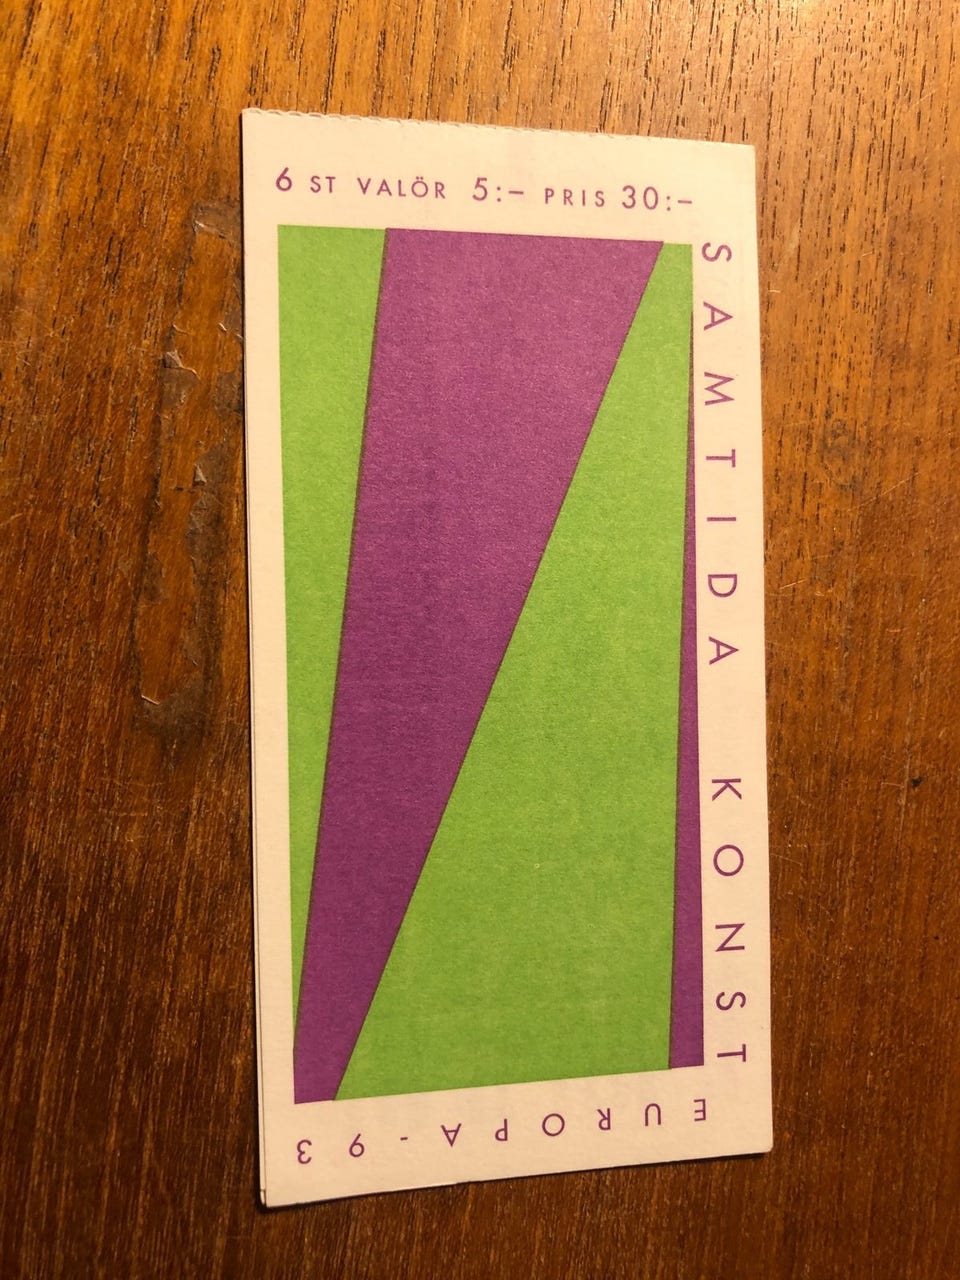 6 ST VALÖR 5:– PRIS 30:–
SAMTIDA KONST
EUROPA - 93